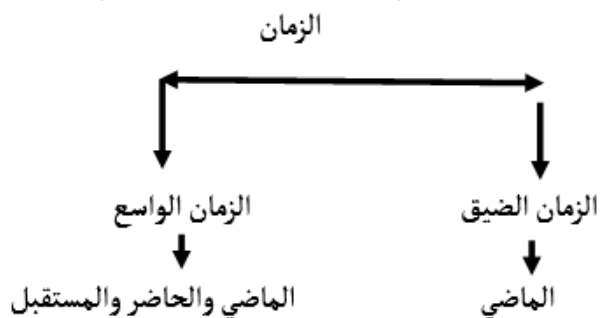 الزمان
الزمان الضيق
الزمان الواسع
الماضي
الماضي والحاضر والمستقبل